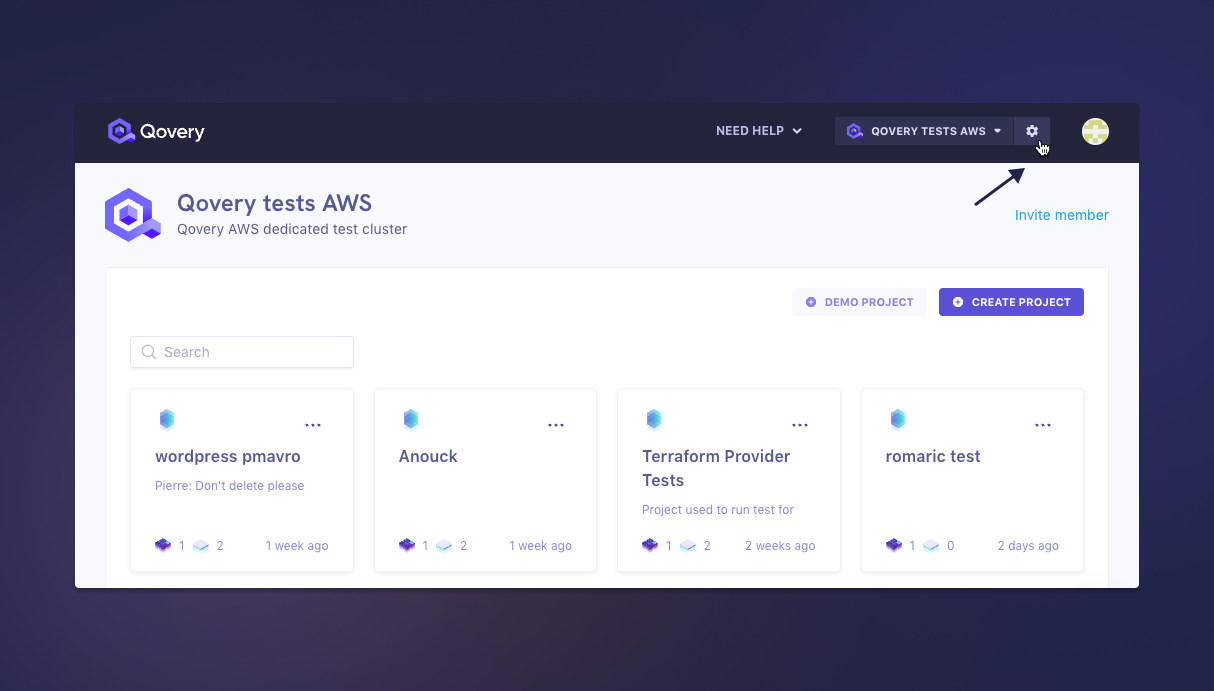 Qovery
NEED HELP
QOVERY TESTS AWS
Qovery tests AWS
Qovery AWS dedicated test cluster
Invite member
DEMO PROJECT
CREATE PROJECT
Search
...
wordpress pmavro
Pierre: Don't delete please
1
2
1 week ago
...
Anouck
1
2
1 week ago
...
Terraform Provider
Tests
Project used to run test for
1
2
2 weeks ago
...
romaric test
1
0
2 days ago